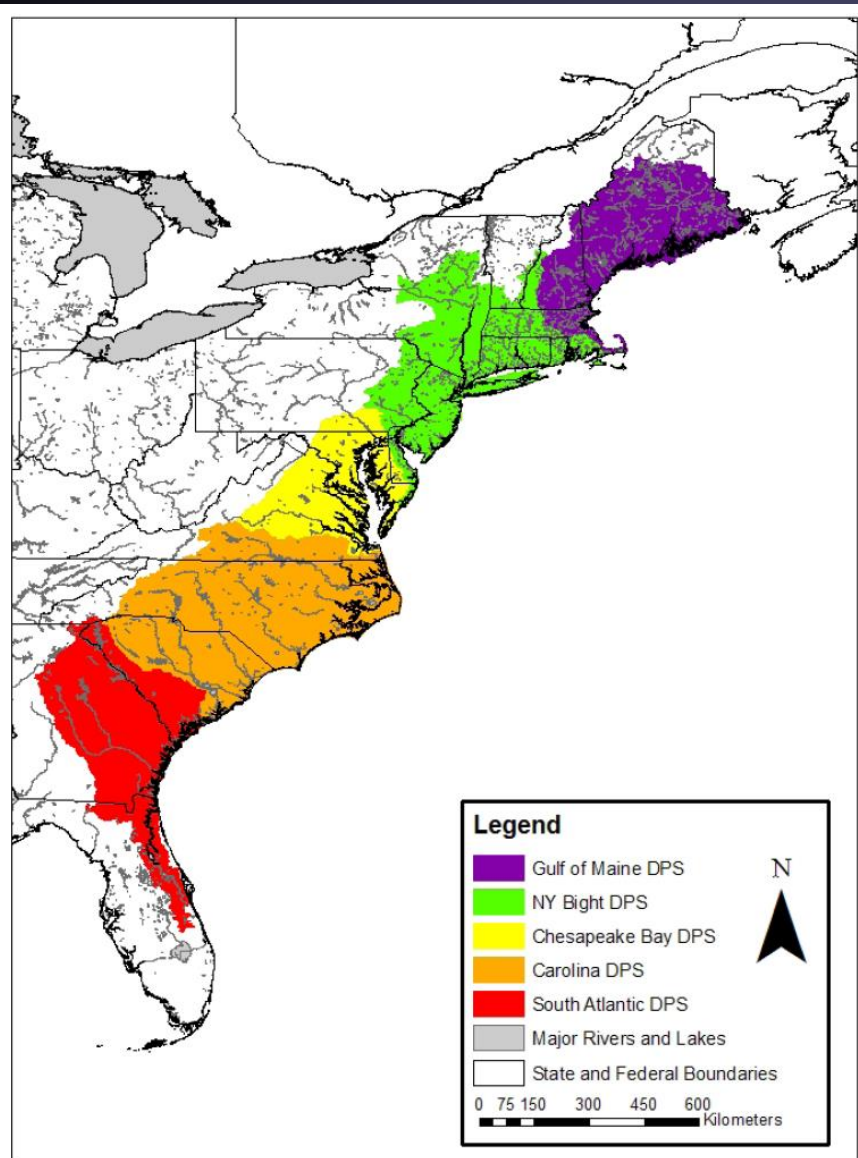 Legend
N
Gulf of Maine DPS
NY Bight DPS
Chesapeake Bay DPS
Carolina DPS
South Atlantic DPS
Major Rivers and Lakes
State and Federal Boundaries
0 75 150 300 450 600
Kilometers